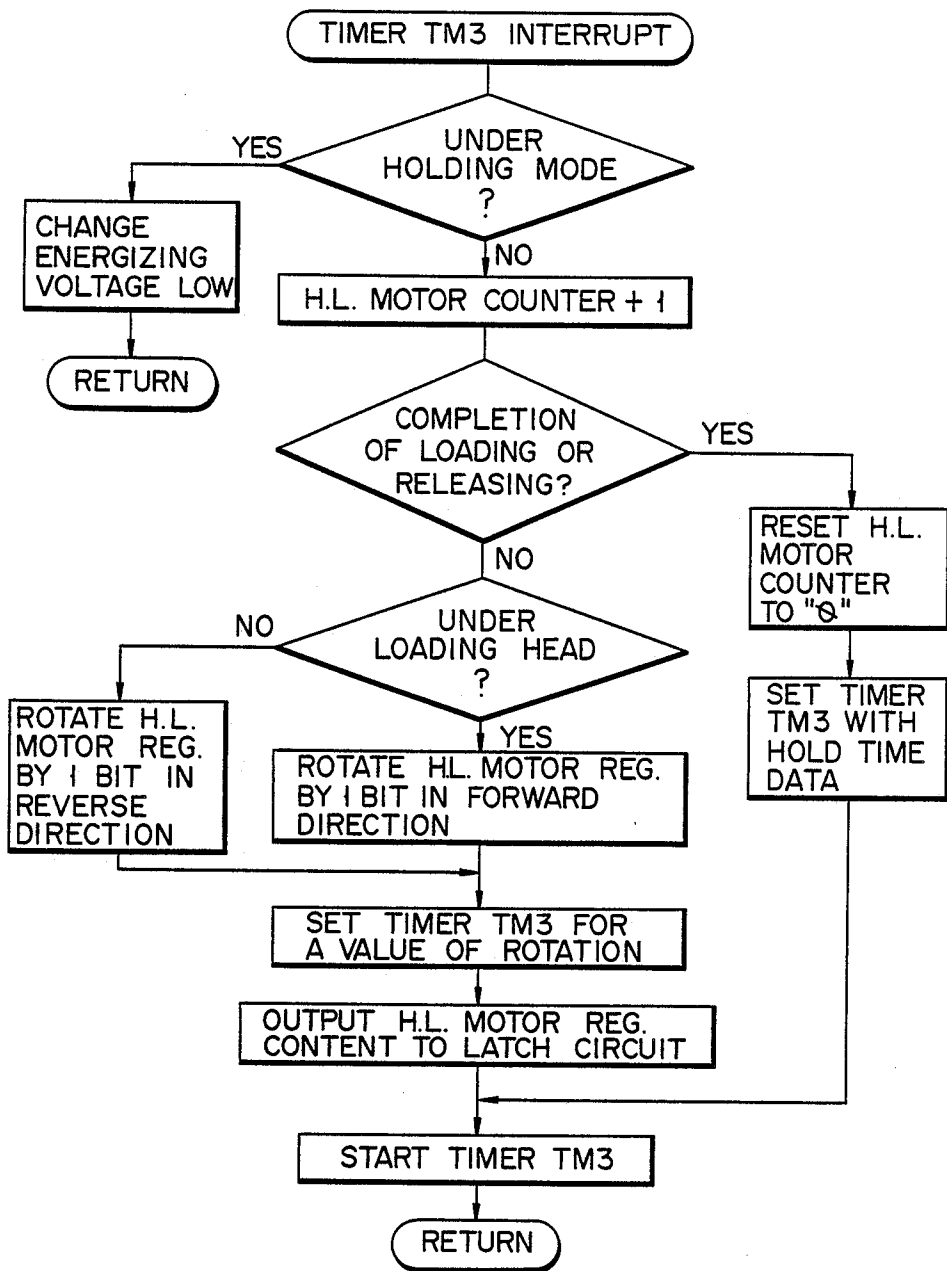 TIMER TM3 INTERRUPT
UNDER
HOLDING MODE
?
YES
NO
CHANGE
ENERGIZING
VOLTAGE LOW
RETURN
H.L. MOTOR COUNTER + 1
COMPLETION
OF LOADING OR
RELEASING?
YES
NO
RESET H.L.
MOTOR
COUNTER
TO "0"
SET TIMER
TM3 WITH
HOLD TIME
DATA
UNDER
LOADING HEAD
?
NO
YES
ROTATE H.L.
MOTOR REG.
BY 1 BIT IN
REVERSE
DIRECTION
ROTATE H.L. MOTOR REG.
BY 1 BIT IN FORWARD
DIRECTION
SET TIMER TM3 FOR
A VALUE OF ROTATION
OUTPUT H.L. MOTOR REG.
CONTENT TO LATCH CIRCUIT
START TIMER TM3
RETURN